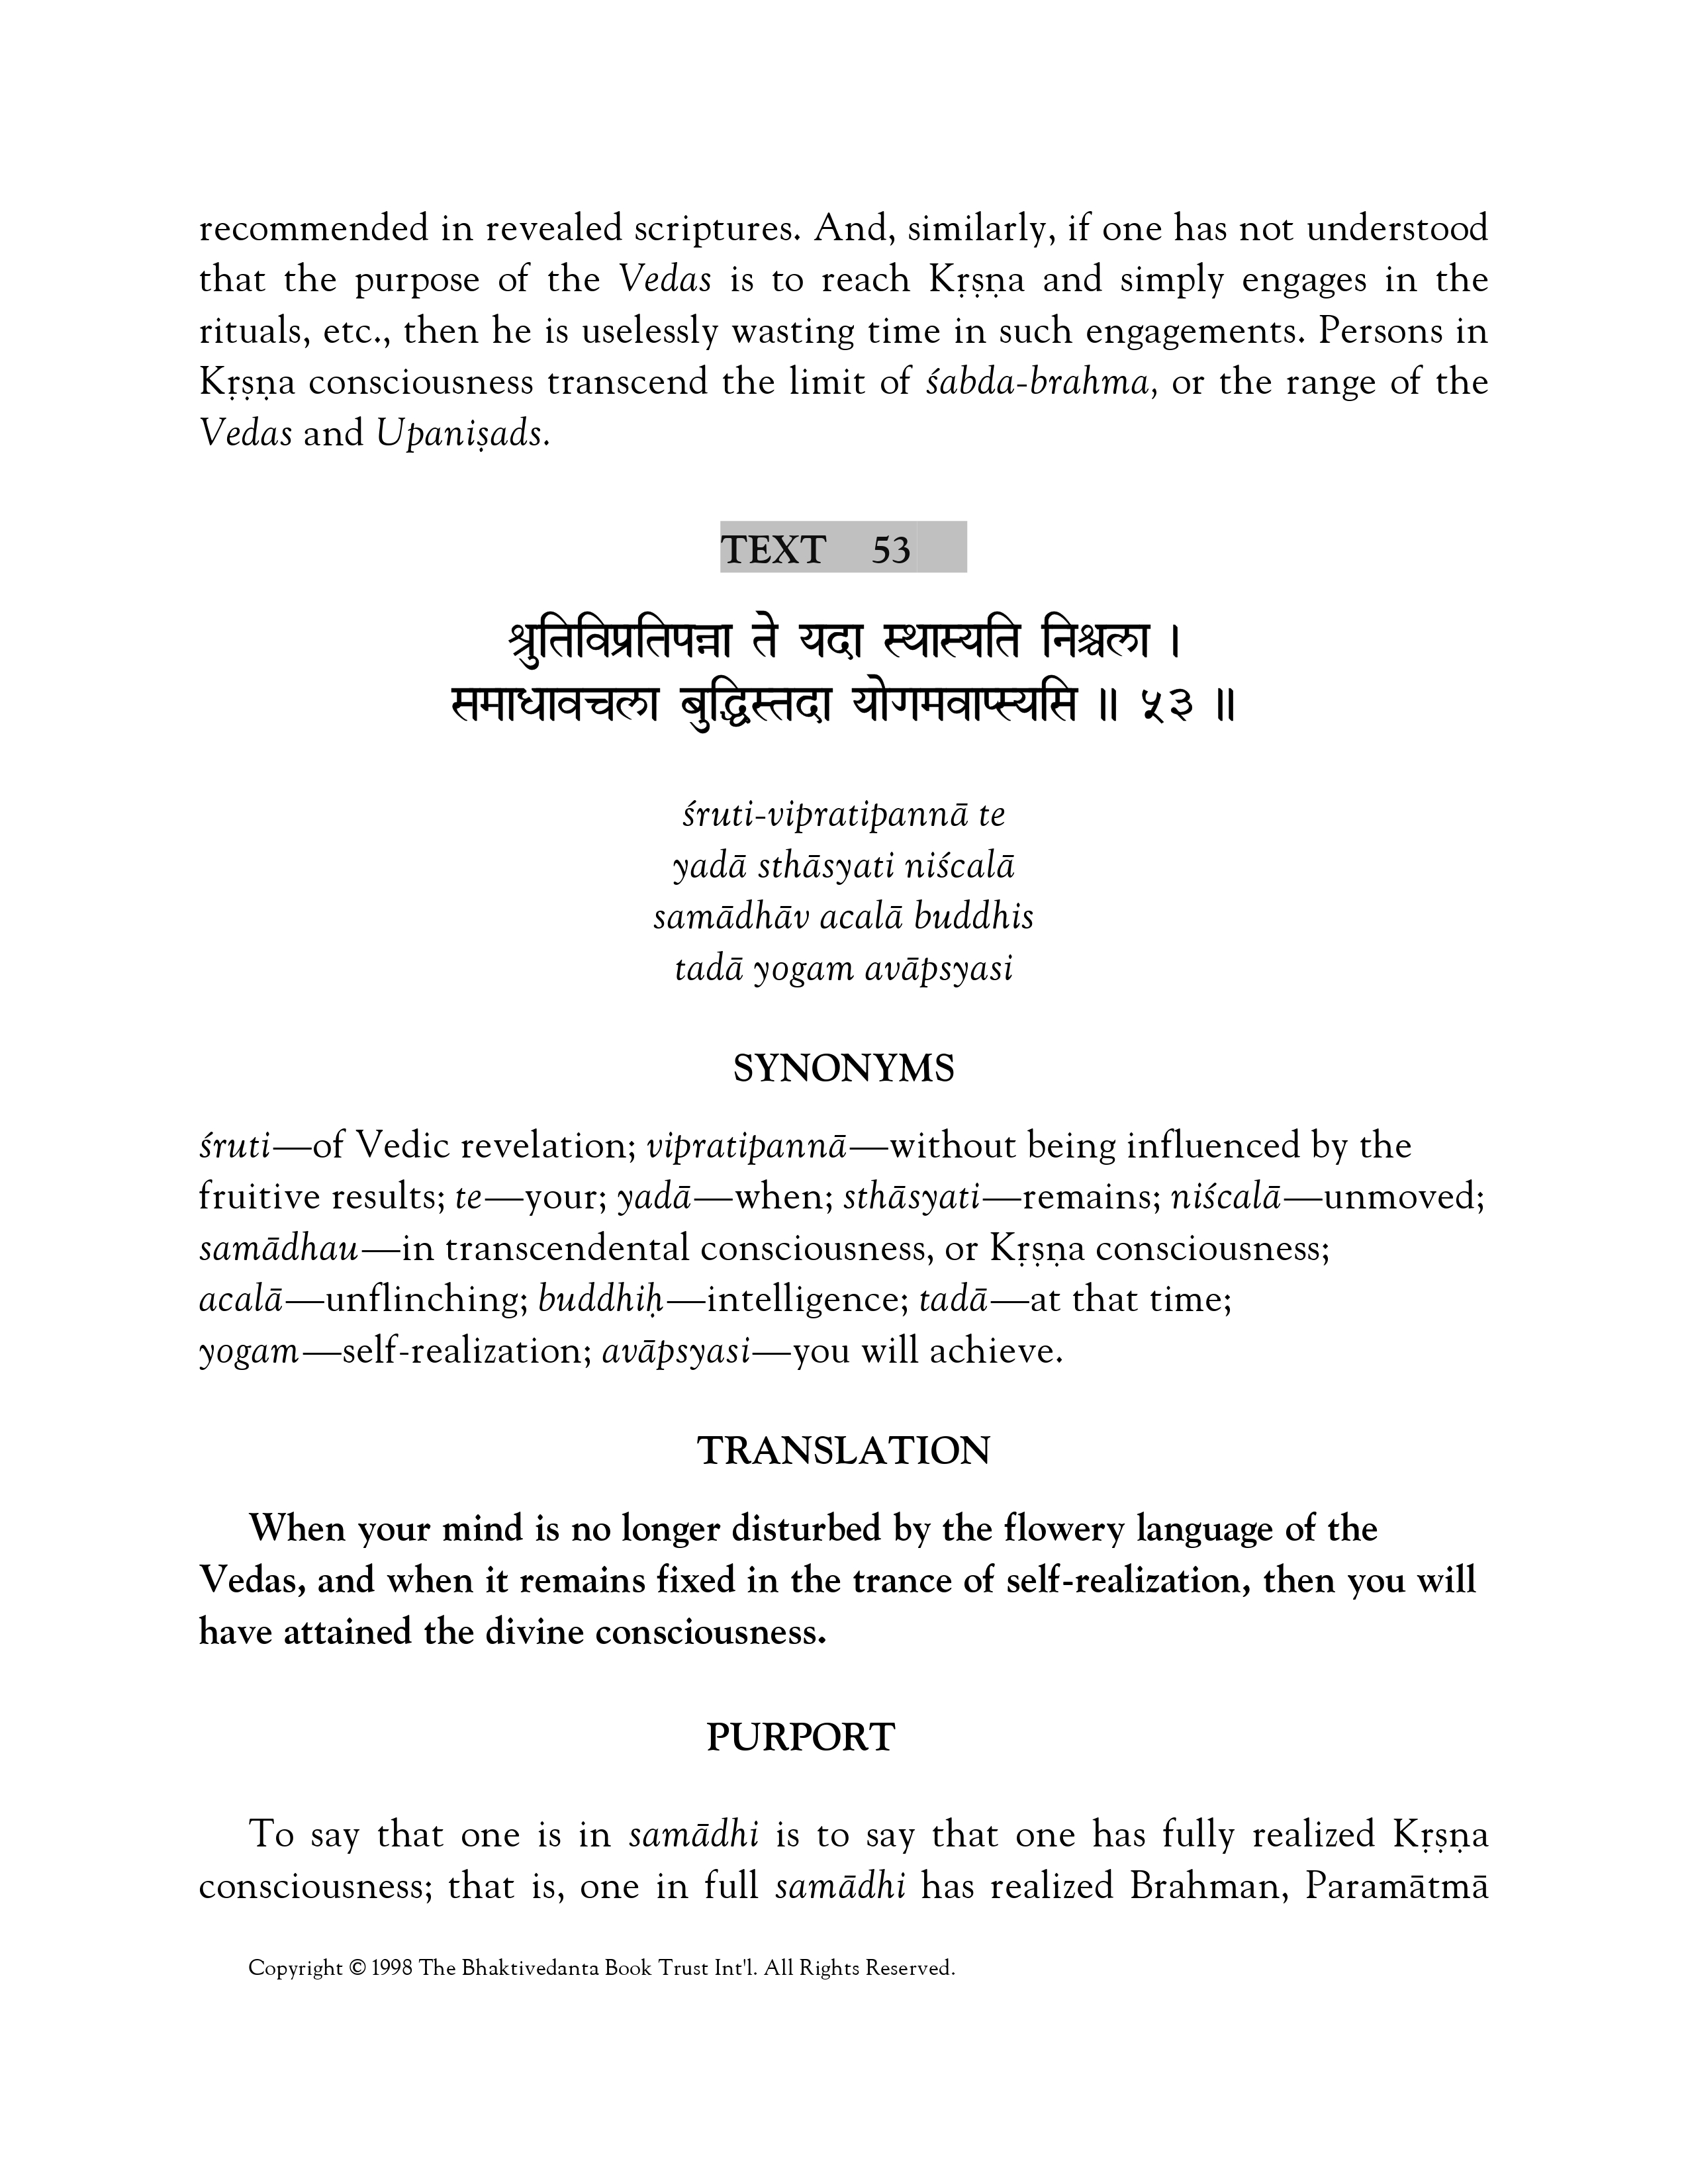 recommended in revealed scriptures. And, similarly, if one has not understood
that the purpose of the Vedas is to reach Kṛṣṇa and simply engages in the
rituals, etc., then he is uselessly wasting time in such engagements. Persons in
Kṛṣṇa consciousness transcend the limit of śabda-brahma, or the range of the
Vedas and Upaniṣads.
TEXT 53
श्रुतिविप्रतिपन्ना ते यदा स्थास्यति निश्चला ।
समाधावचला बुद्धिस्तदा योगमवाप्स्यसि ॥ ५३ ॥
śruti-vipratipannā te
yadā sthāsyati niścalā
samādhāv acalā buddhis
tadā yogam avāpsyasi
SYNONYMS
śruti—of Vedic revelation; vipratipannā—without being influenced by the
fruitive results; te—your; yadā—when; sthāsyati—remains; niścalā—unmoved;
samādhau—in transcendental consciousness, or Kṛṣṇa consciousness;
acalā—unflinching; buddhiḥ—intelligence; tadā—at that time;
yogam—self-realization; avāpsyasi—you will achieve.
TRANSLATION
When your mind is no longer disturbed by the flowery language of the
Vedas, and when it remains fixed in the trance of self-realization, then you will
have attained the divine consciousness.
PURPORT
To say that one is in samādhi is to say that one has fully realized Kṛṣṇa
consciousness; that is, one in full samādhi has realized Brahman, Paramātmā
Copyright © 1998 The Bhaktivedanta Book Trust Int'l. All Rights Reserved.